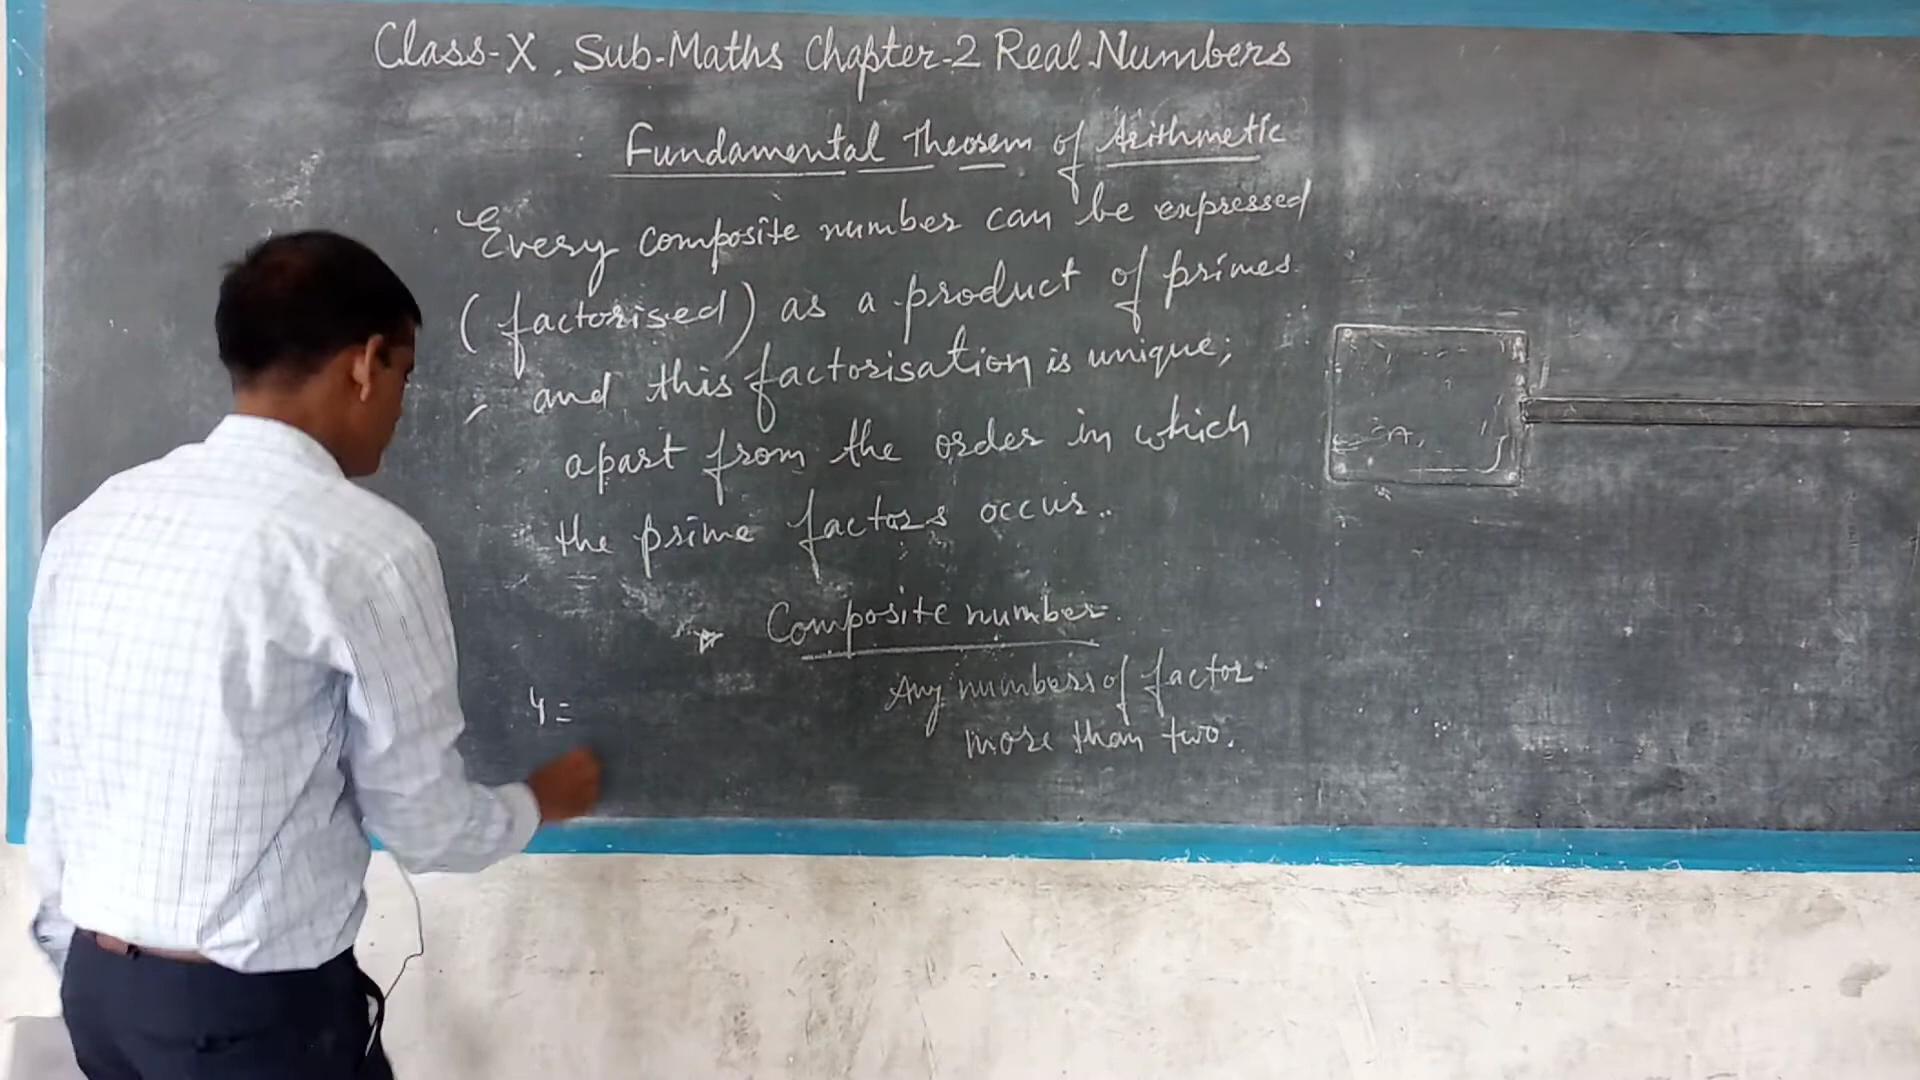 Class-X, Sub-Maths Chapter-2 Real Numbers
Fundamental Theorem of Arithmetic
Every composite number can be expressed
(factorised) as a product of primes
and this factorisation is unique;
apart from the order in which
the prime factors occur.
Composite number
Any numbers of factor
more than two.
4 =